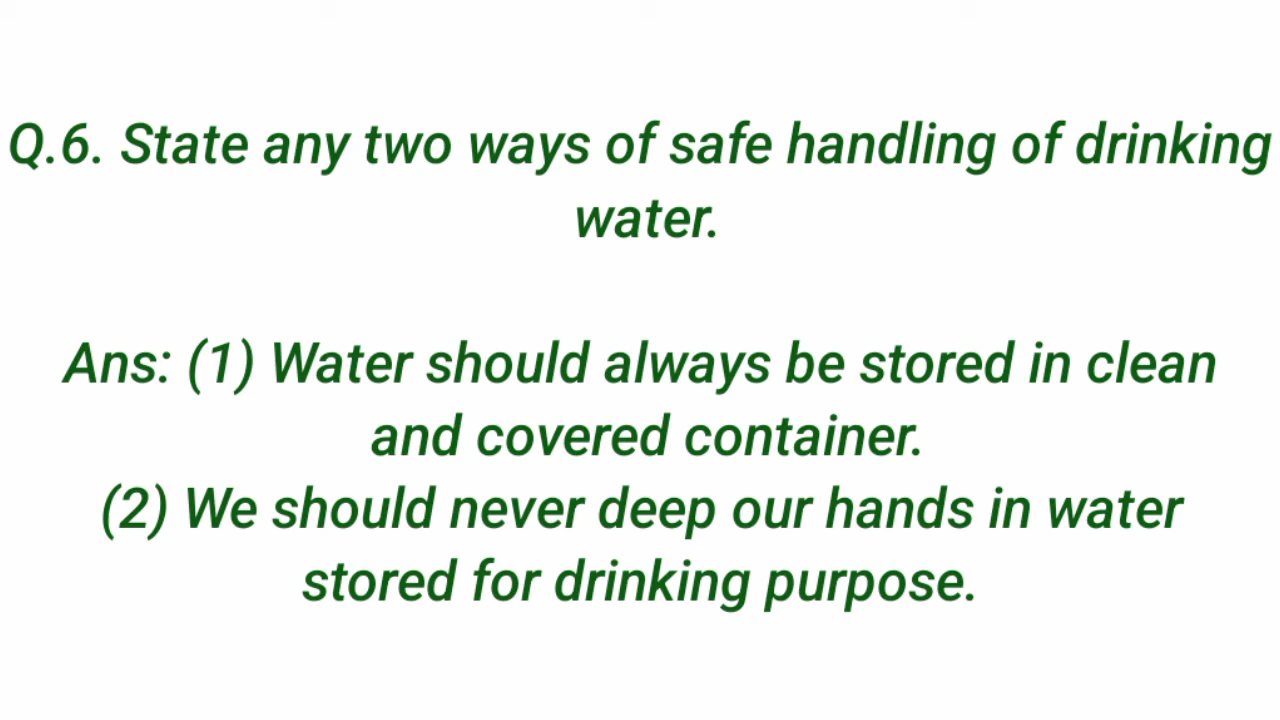 Q.6. State any two ways of safe handling of drinking
water.
Ans: (1) Water should always be stored in clean
and covered container.
(2) We should never deep our hands in water
stored for drinking purpose.